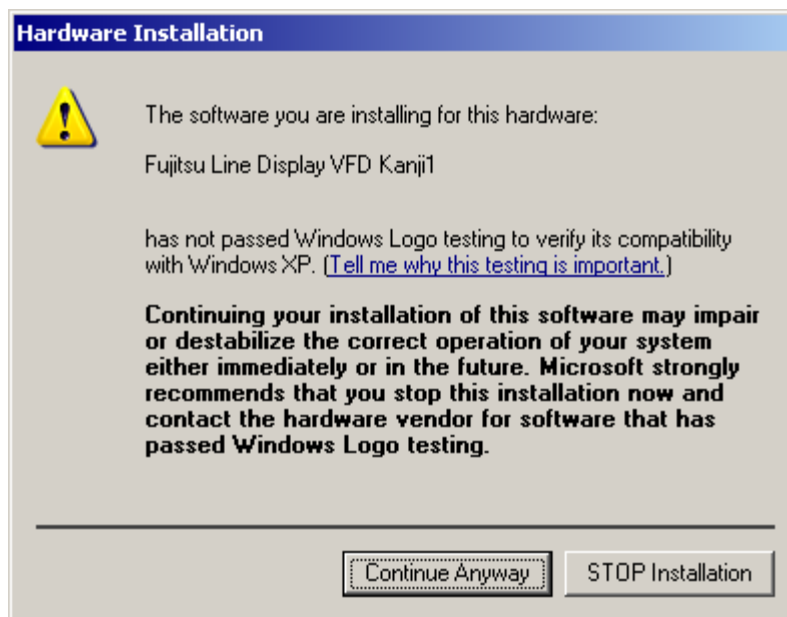 Hardware Installation
The software you are installing for this hardware:
Fujitsu Line Display VFD Kanji1
has not passed Windows Logo testing to verify its compatibility
with Windows XP. (Tell me why this testing is important.)
Continuing your installation of this software may impair
or destabilize the correct operation of your system
either immediately or in the future. Microsoft strongly
recommends that you stop this installation now and
contact the hardware vendor for software that has
passed Windows Logo testing.
Continue Anyway STOP Installation